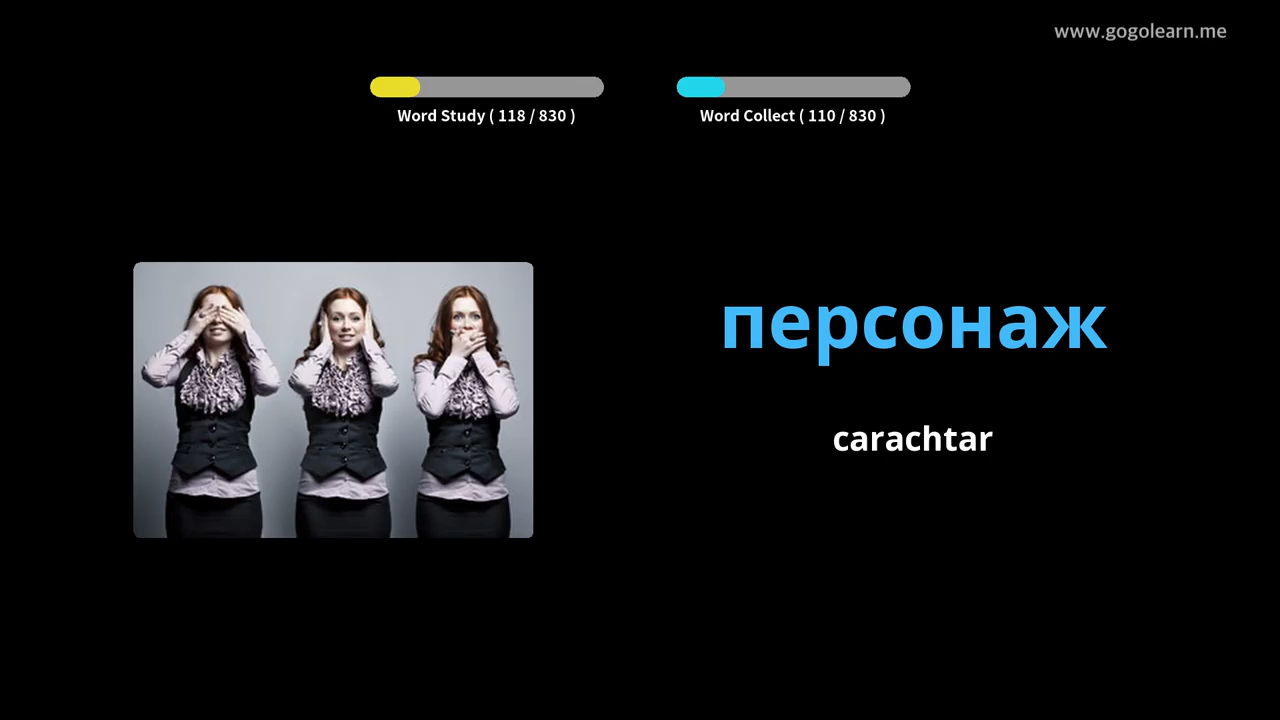 www.gogolearn.me
Word Study ( 118 / 830 )
Word Collect ( 110 / 830 )
персонаж
carachtar